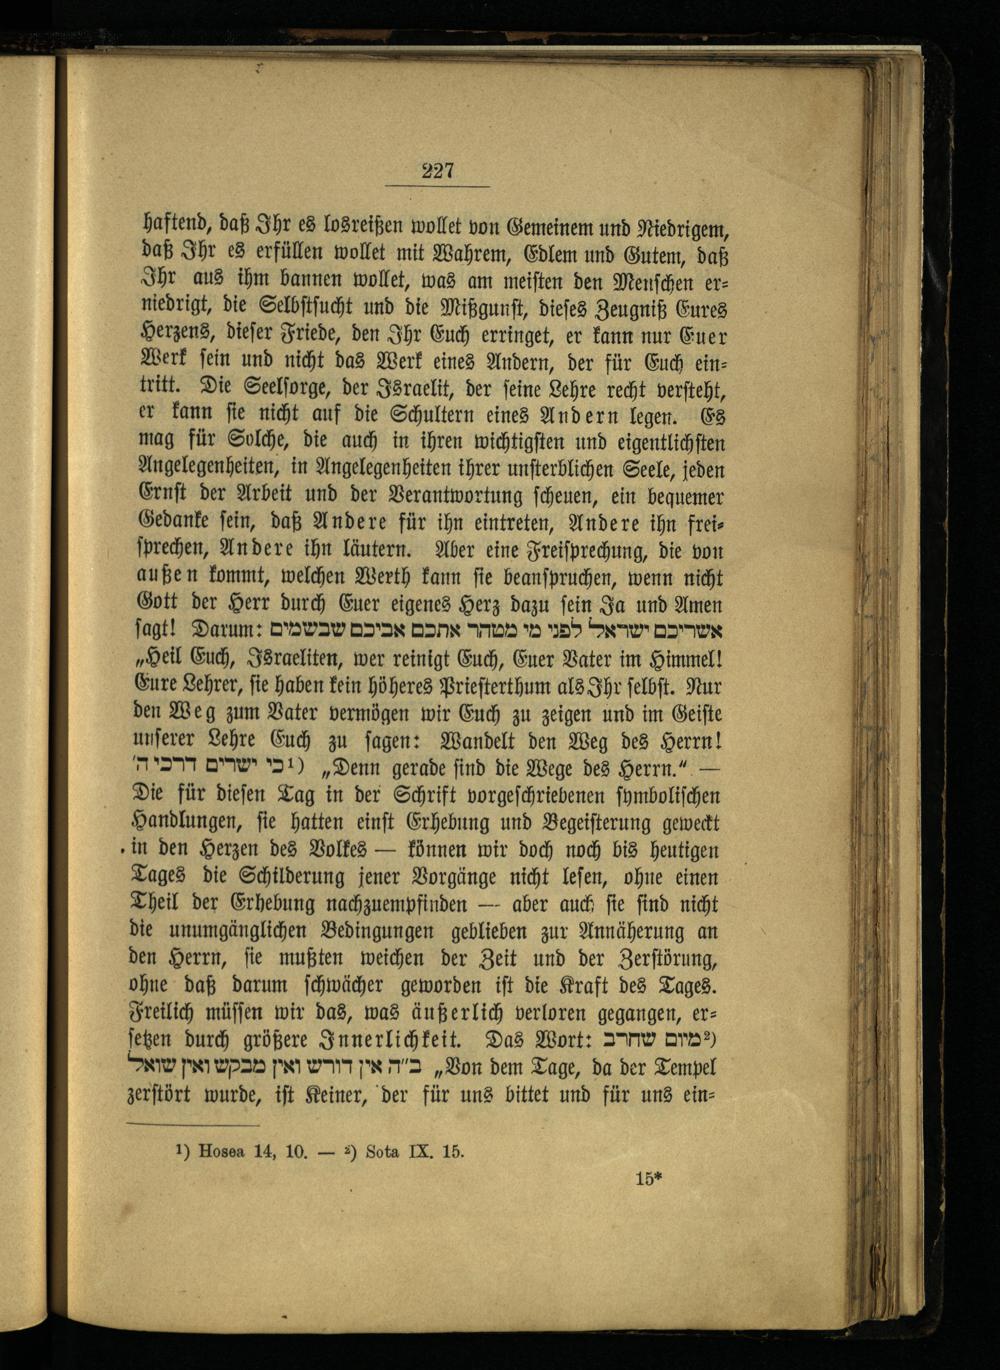 227
haftend, daß Ihr es losreißen wollet von Gemeinem und Niedrigem,
daß Ihr es erfüllen wollet mit Wahrem, Edlem und Gutem, daß
Ihr aus ihm bannen wollet, was am meisten den Menschen er=
niedrigt, die Selbstsucht und die Mißgunst, dieses Zeugniß Eures
Herzens, dieser Friede, den Ihr Euch erringet, er kann nur Euer
Werk sein und nicht das Werk eines Andern, der für Euch ein=
tritt. Die Seelsorge, der Israelit, der seine Lehre recht versteht,
er kann sie nicht auf die Schultern eines Andern legen. Es
mag für Solche, die auch in ihren wichtigsten und eigentlichsten
Angelegenheiten, in Angelegenheiten ihrer unsterblichen Seele, jeden
Ernst der Arbeit und der Verantwortung scheuen, ein bequemer
Gedanke sein, daß Andere für ihn eintreten, Andere ihn frei=
sprechen, Andere ihn läutern. Aber eine Freisprechung, die von
außen kommt, welchen Werth kann sie beanspruchen, wenn nicht
Gott der Herr durch Euer eigenes Herz dazu sein Ja und Amen
sagt! Darum: אשריכם ישראל לפני מי מטהר אתכם אביכם שבשמים
„Heil Euch, Israeliten, wer reinigt Euch, Euer Vater im Himmel!
Eure Lehrer, sie haben kein höheres Priesterthum als Ihr selbst. Nur
den Weg zum Vater vermögen wir Euch zu zeigen und im Geiste
unserer Lehre Euch zu sagen: Wandelt den Weg des Herrn!
כי ישרים דרכי ה'¹) „Denn gerade sind die Wege des Herrn.“ —
Die für diesen Tag in der Schrift vorgeschriebenen symbolischen
Handlungen, sie hatten einst Erhebung und Begeisterung geweckt
in den Herzen des Volkes — können wir doch noch bis heutigen
Tages die Schilderung jener Vorgänge nicht lesen, ohne einen
Theil der Erhebung nachzuempfinden — aber auch sie sind nicht
die unumgänglichen Bedingungen geblieben zur Annäherung an
den Herrn, sie mußten weichen der Zeit und der Zerstörung,
ohne daß darum schwächer geworden ist die Kraft des Tages.
Freilich müssen wir das, was äußerlich verloren gegangen, er=
setzen durch größere Innerlichkeit. Das Wort: מיום שחרב²)
ב"ה אין דורש ואין מבקש ואין שואל „Von dem Tage, da der Tempel
zerstört wurde, ist Keiner, der für uns bittet und für uns ein=
¹) Hosea 14, 10. — ²) Sota IX. 15.
15*